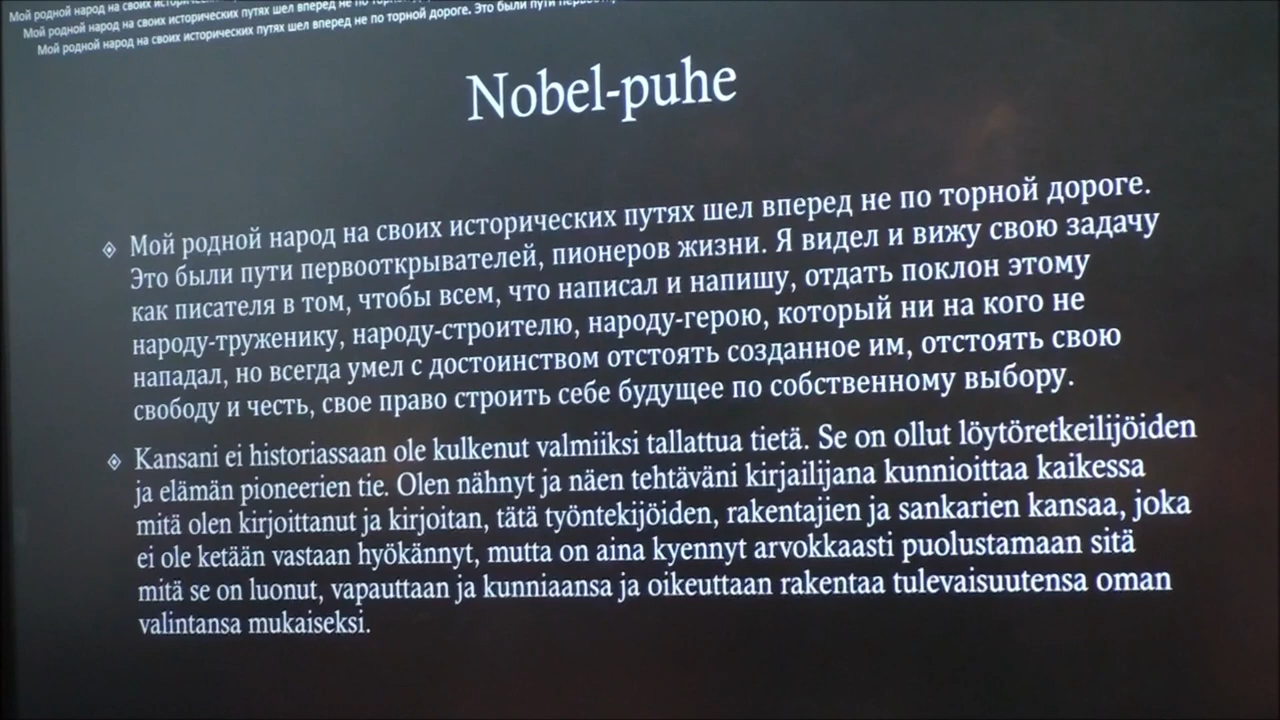 Мой родной народ на своих
Мой родной народ на своих исторических путях шел вперед не по
Мой родной народ на своих исторических путях шел вперед не по торной дороге. Это были пути
Nobel-puhe
Мой родной народ на своих исторических путях шел вперед не по торной дороге.
Это были пути первооткрывателей, пионеров жизни. Я видел и вижу свою задачу
как писателя в том, чтобы всем, что написал и напишу, отдать поклон этому
народу-труженику, народу-строителю, народу-герою, который ни на кого не
нападал, но всегда умел с достоинством отстоять созданное им, отстоять свою
свободу и честь, свое право строить себе будущее по собственному выбору.
Kansani ei historiassaan ole kulkenut valmiiksi tallattua tietä. Se on ollut löytöretkeilijöiden
ja elämän pioneerien tie. Olen nähnyt ja näen tehtäväni kirjailijana kunnioittaa kaikessa
mitä olen kirjoittanut ja kirjoitan, tätä työntekijöiden, rakentajien ja sankarien kansaa, joka
ei ole ketään vastaan hyökännyt, mutta on aina kyennyt arvokkaasti puolustamaan sitä
mitä se on luonut, vapauttaan ja kunniaansa ja oikeuttaan rakentaa tulevaisuutensa oman
valintansa mukaiseksi.